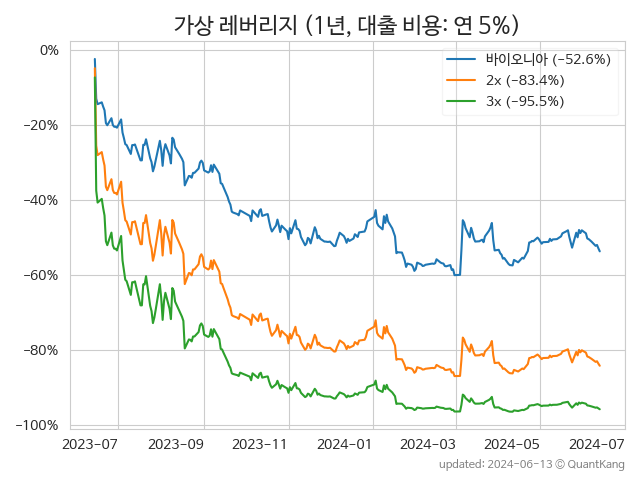 가상 레버리지 (1년, 대출 비용: 연 5%)
바이오니아 (−52.6%)
2x (−83.4%)
3x (−95.5%)
0%
−20%
−40%
−60%
−80%
−100%
2023-07 2023-09 2023-11 2024-01 2024-03 2024-05 2024-07
updated: 2024-06-13 ⓒ QuantKang